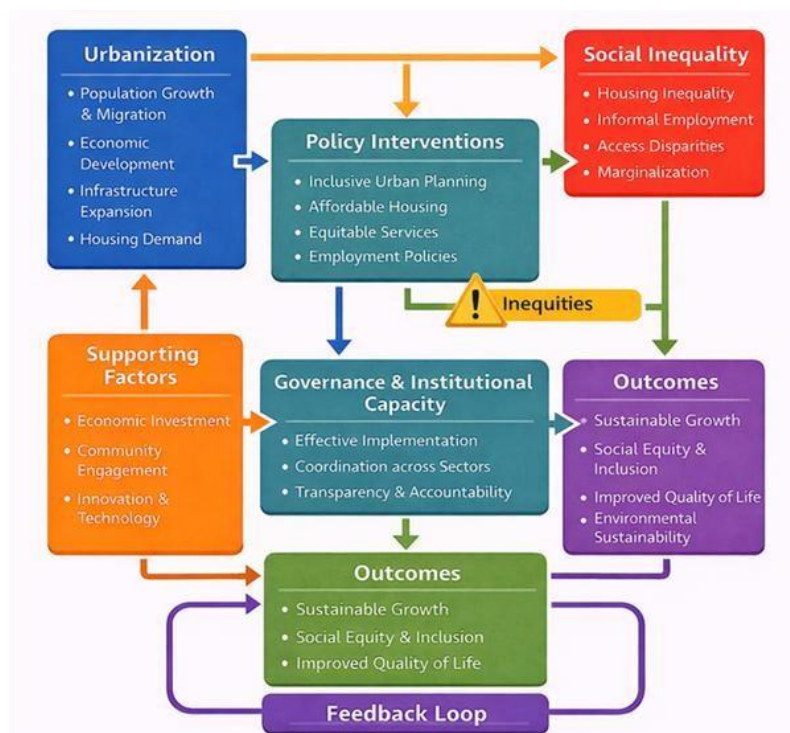 Urbanization
• Population Growth
& Migration
• Economic
Development
• Infrastructure
Expansion
• Housing Demand
Policy Interventions
• Inclusive Urban Planning
• Affordable Housing
• Equitable Services
• Employment Policies
Social Inequality
• Housing Inequality
• Informal Employment
• Access Disparities
• Marginalization
! Inequities
Supporting
Factors
• Economic Investment
• Community
Engagement
• Innovation &
Technology
Governance & Institutional
Capacity
• Effective Implementation
• Coordination across Sectors
• Transparency & Accountability
Outcomes
• Sustainable Growth
• Social Equity &
Inclusion
• Improved Quality of Life
• Environmental
Sustainability
Outcomes
• Sustainable Growth
• Social Equity & Inclusion
• Improved Quality of Life
Feedback Loop